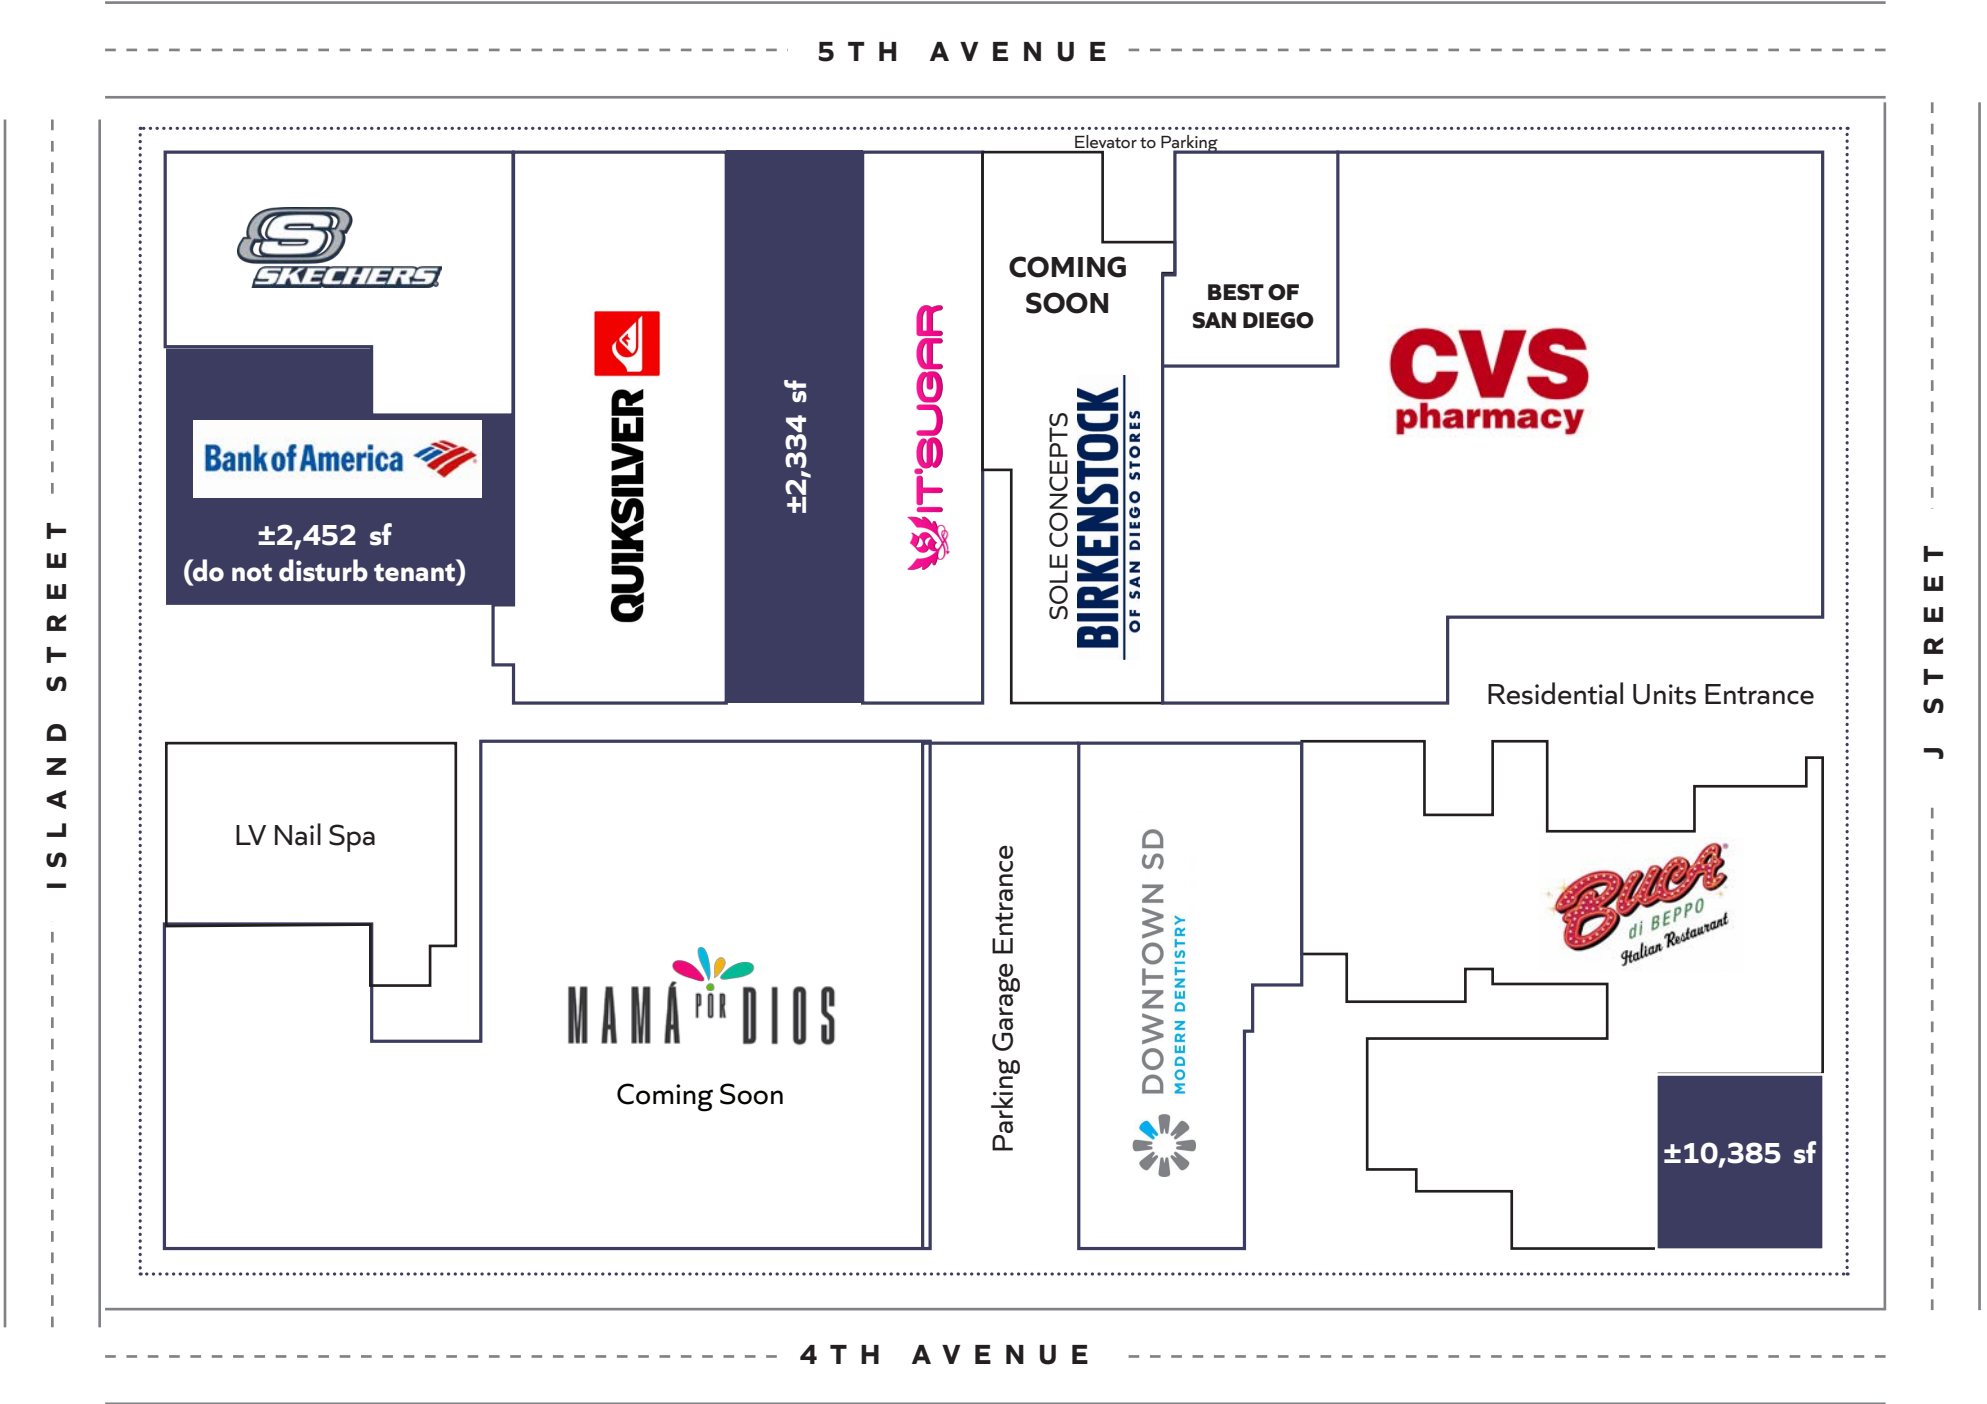 5TH AVENUE
Elevator to Parking
SKECHERS
COMING
SOON
BEST OF
SAN DIEGO
CVS
pharmacy
QUIKSILVER
±2,334 sf
IT'SUGAR
SOLE CONCEPTS
BIRKENSTOCK
OF SAN DIEGO STORES
Bank of America
±2,452 sf
(do not disturb tenant)
ISLAND STREET
J STREET
Residential Units Entrance
LV Nail Spa
MAMÁ POR DIOS
Coming Soon
Parking Garage Entrance
DOWNTOWN SD
MODERN DENTISTRY
BUCA
di BEPPO
Italian Restaurant
±10,385 sf
4TH AVENUE